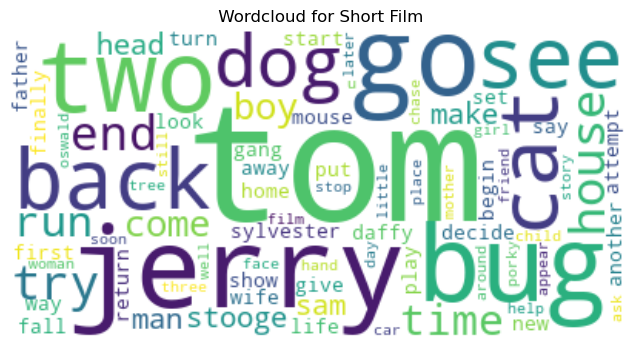 Wordcloud for Short Film
father
head
turn
start
later
two
dog
go
see
finally
oswald
look
still
boy
mouse
chase
make
set
girl
say
cat
house
attempt
end
tom
gang
away
put
home
stop
little
place
mother
begin
friend
story
back
tree
run
come
film
sylvester
daffy
decide
child
another
first
soon
woman
try
return
jerry
three
well
face
show
wife
hand
give
day
play
bug
around
porky
appear
ask
way
fall
man
stooge
sam
life
car
time
help
new
c